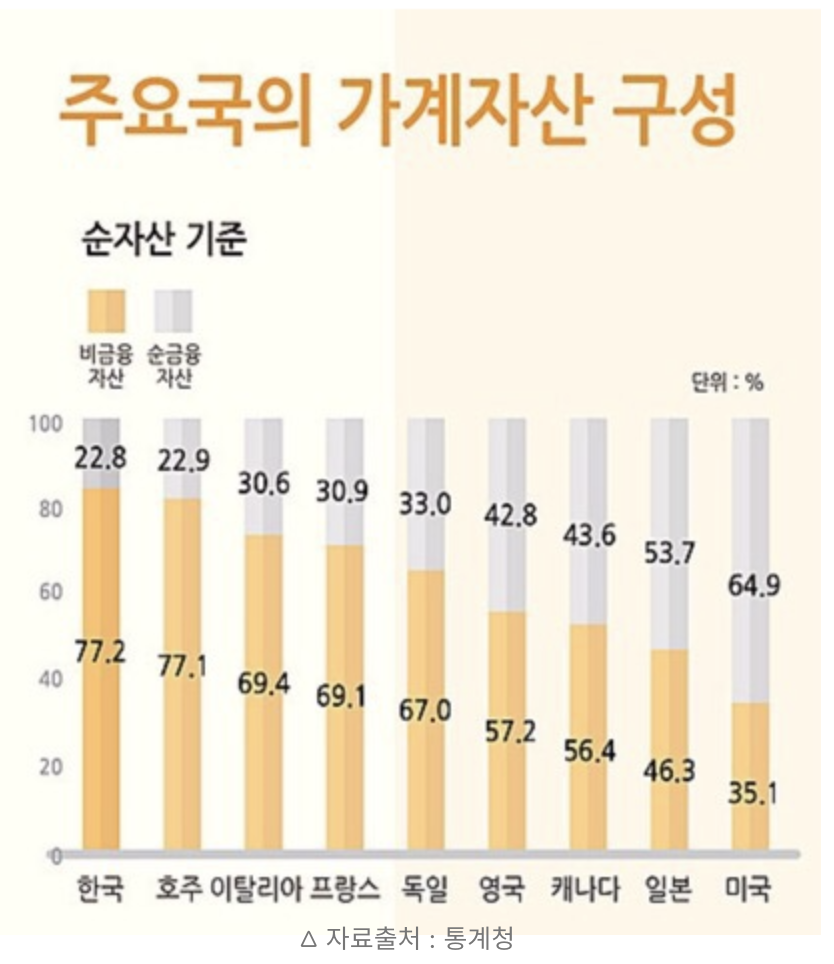 주요국의 가계자산 구성
순자산 기준
비금융 순금융
자산 자산
단위 : %
100
80
60
40
20
0
22.8 22.9 30.6 30.9 33.0 42.8 43.6 53.7 64.9
77.2 77.1 69.4 69.1 67.0 57.2 56.4 46.3 35.1
한국 호주 이탈리아 프랑스 독일 영국 캐나다 일본 미국
△ 자료출처 : 통계청